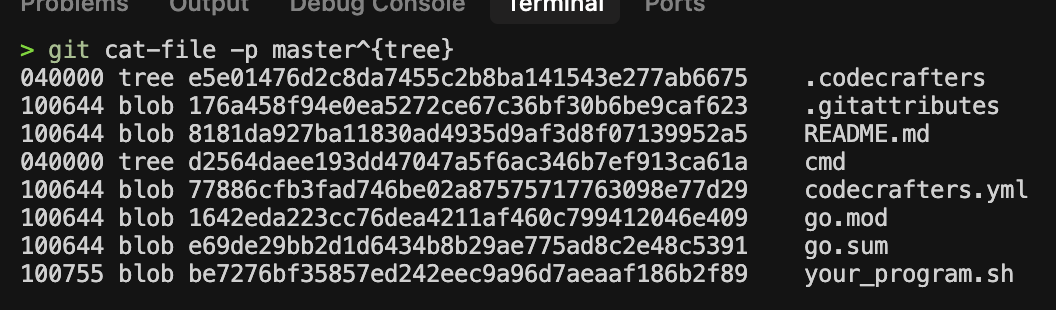 Problems Output Debug Console Terminal Ports
> git cat-file -p master^{tree}
040000 tree e5e01476d2c8da7455c2b8ba141543e277ab6675 .codecrafters
100644 blob 176a458f94e0ea5272ce67c36bf30b6be9caf623 .gitattributes
100644 blob 8181da927ba11830ad4935d9af3d8f07139952a5 README.md
040000 tree d2564daee193dd47047a5f6ac346b7ef913ca61a cmd
100644 blob 77886cfb3fad746be02a87575717763098e77d29 codecrafters.yml
100644 blob 1642eda223cc76dea4211af460c799412046e409 go.mod
100644 blob e69de29bb2d1d6434b8b29ae775ad8c2e48c5391 go.sum
100755 blob be7276bf35857ed242eec9a96d7aeaaf186b2f89 your_program.sh